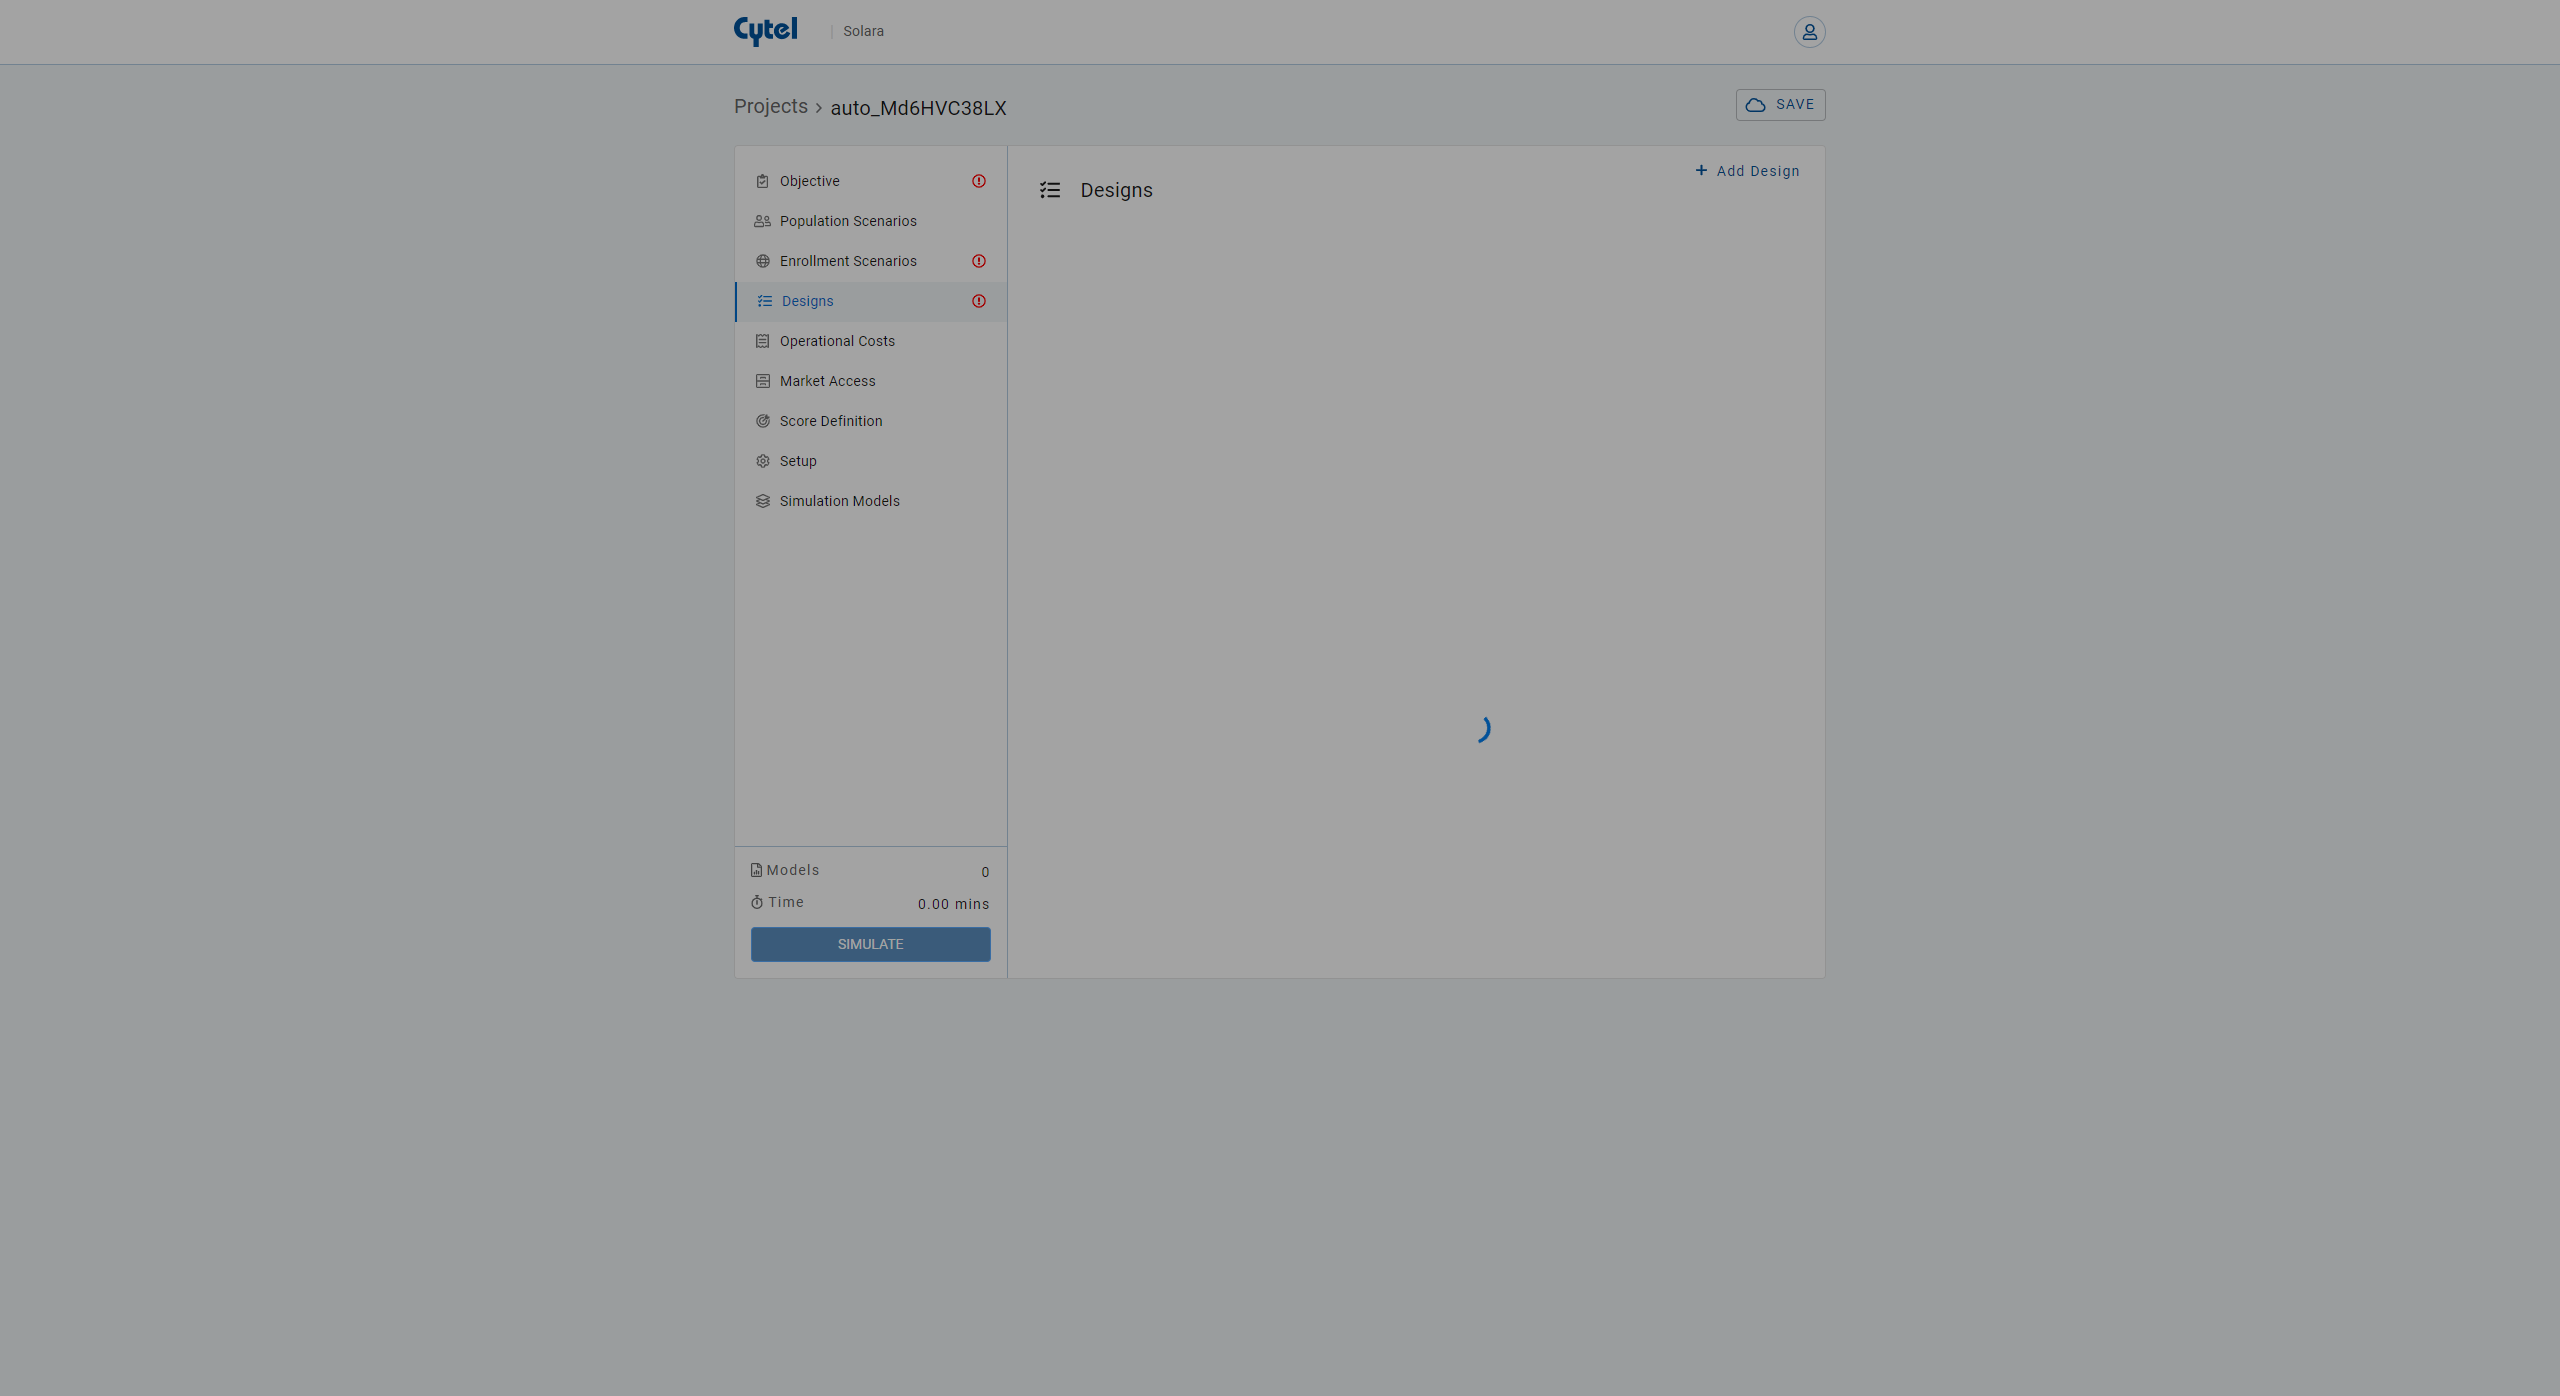 Cytel
Solara
Projects > auto_Md6HVC38LX
SAVE
Objective
Population Scenarios
Enrollment Scenarios
Designs
Operational Costs
Market Access
Score Definition
Setup
Simulation Models
Models 0
Time 0.00 mins
SIMULATE
+ Add Design
Designs